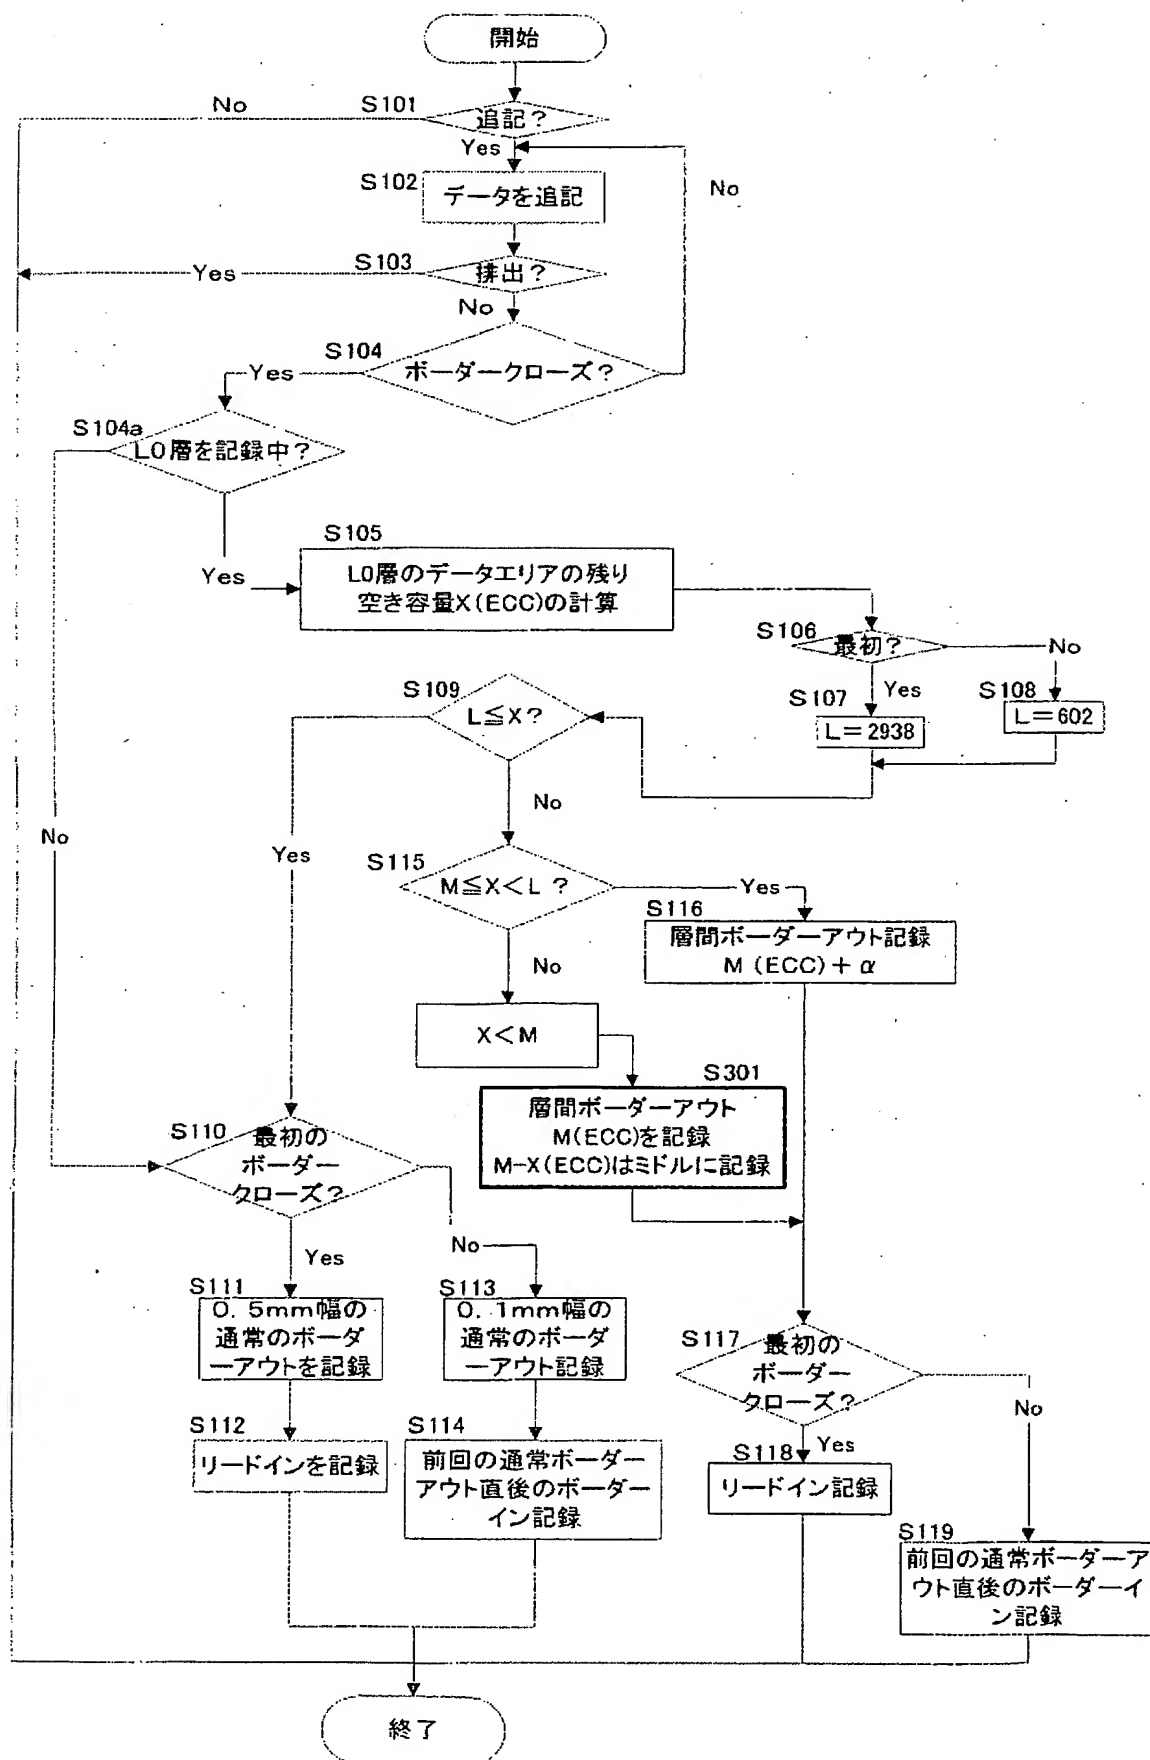 開始
No
S101
追記？
Yes
S102
データを追記
No
Yes
S103
排出？
No
S104
ボーダークローズ？
Yes
S104a
L0層を記録中？
Yes
S105
L0層のデータエリアの残り
空き容量X(ECC)の計算
S106
最初？
No
S107
Yes
L＝2938
S108
L＝602
S109
L≦X？
No
No
Yes
S115
M≦X＜L ？
Yes
S116
層間ボーダーアウト記録
M (ECC)＋ α
No
X＜M
S301
層間ボーダーアウト
M(ECC)を記録
M-X(ECC)はミドルに記録
S110
最初の
ボーダー
クローズ？
Yes
No
S111
0. 5mm幅の
通常のボーダ
ーアウトを記録
S113
0. 1mm幅の
通常のボーダ
ーアウト記録
S117
最初の
ボーダー
クローズ？
No
S112
リードインを記録
S114
前回の通常ボーダー
アウト直後のボーダー
イン記録
S118
Yes
リードイン記録
S119
前回の通常ボーダーア
ウト直後のボーダーイ
ン記録
終了